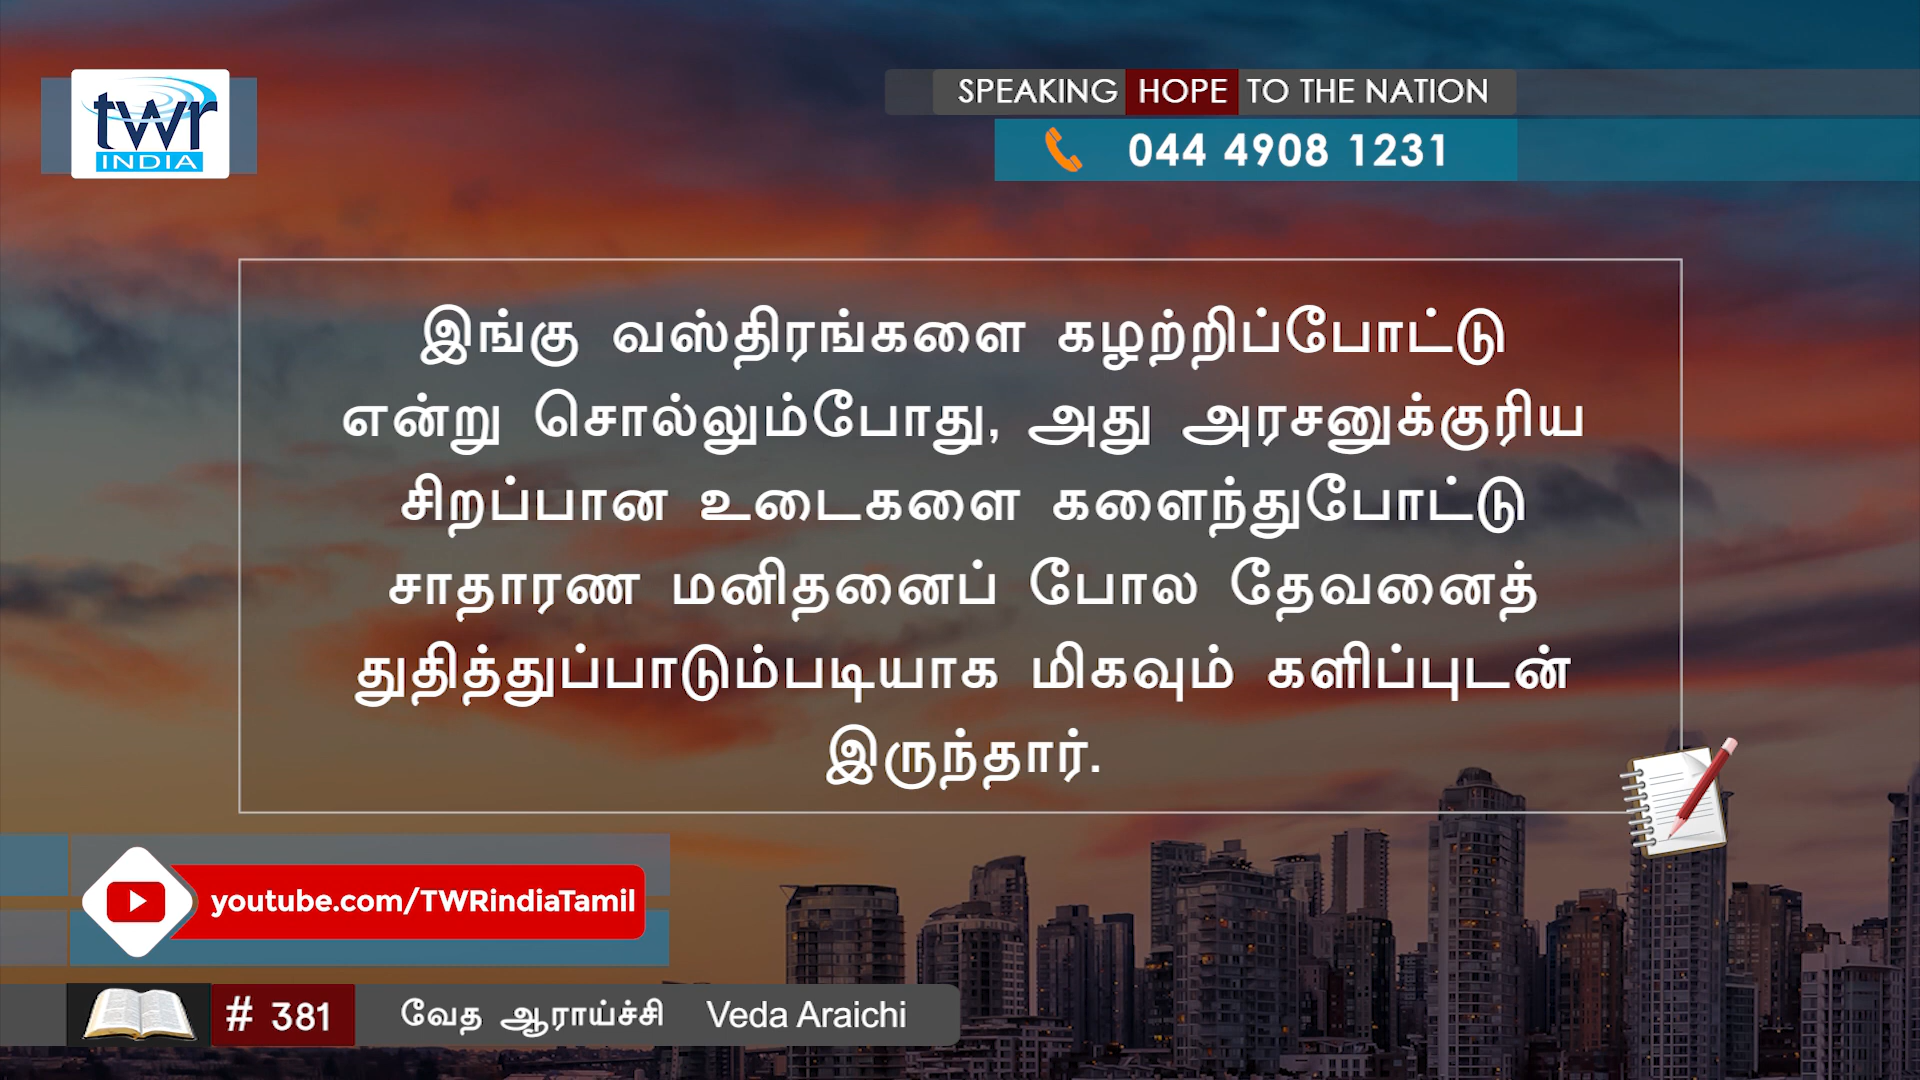 twr
INDIA
SPEAKING HOPE TO THE NATION
044 4908 1231
இங்கு வஸ்திரங்களை கழற்றிப்போட்டு
என்று சொல்லும்போது, அது அரசனுக்குரிய
சிறப்பான உடைகளை களைந்துபோட்டு
சாதாரண மனிதனைப் போல தேவனைத்
துதித்துப்பாடும்படியாக மிகவும் களிப்புடன்
இருந்தார்.
youtube.com/TWRindiaTamil
# 381 வேத ஆராய்ச்சி Veda Araichi